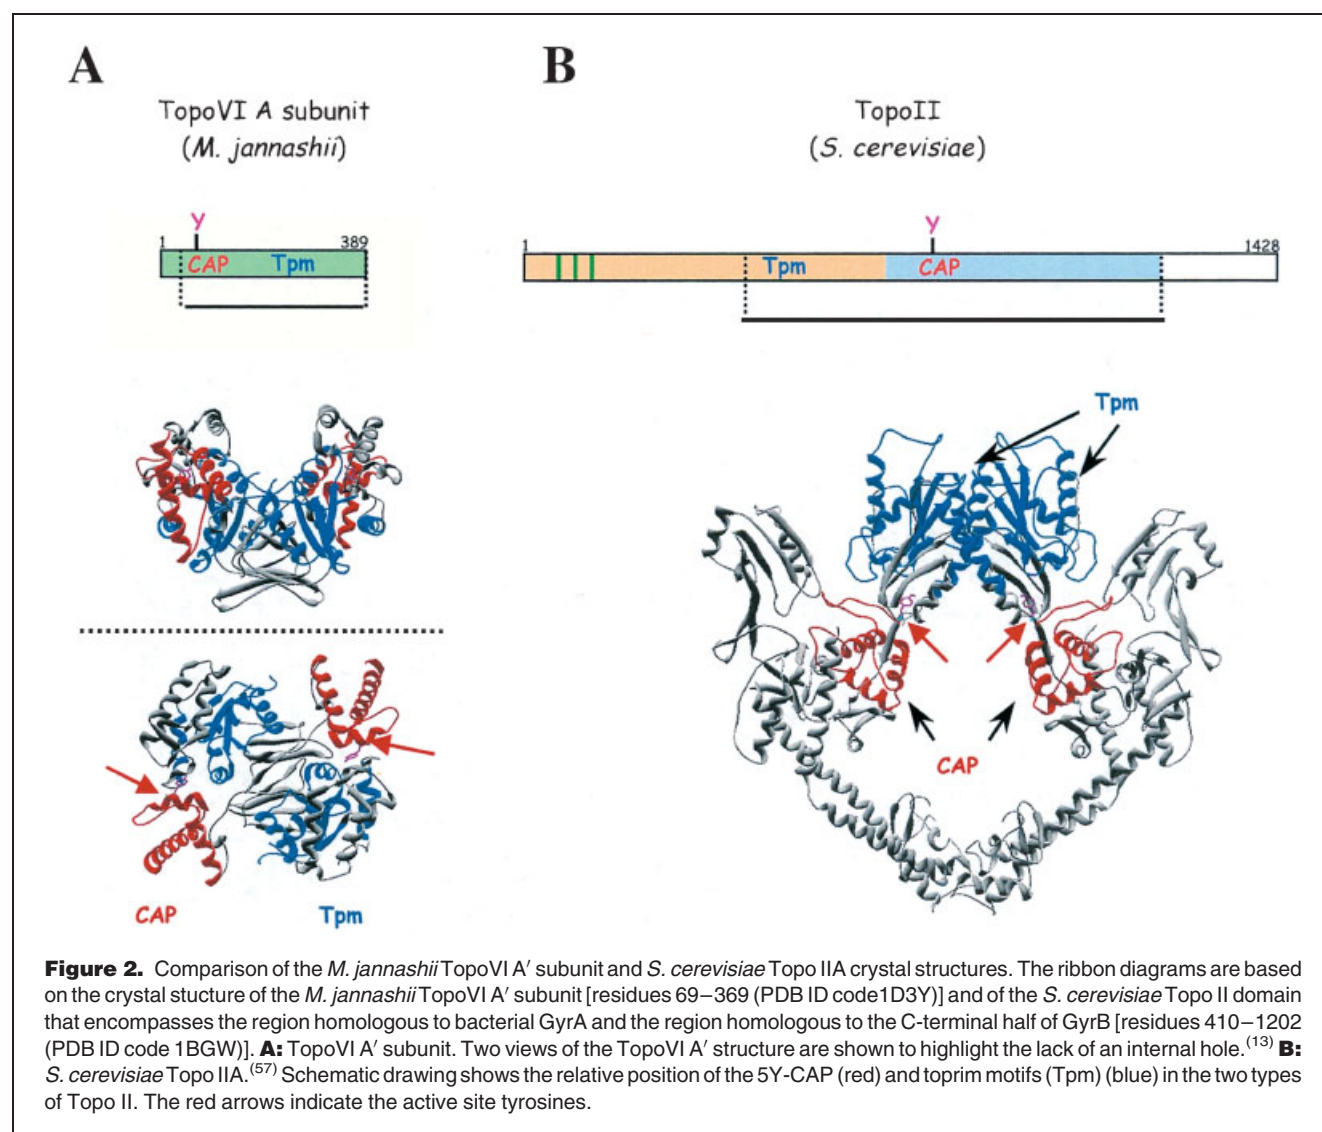 A
B
TopoVI A subunit
(M. jannashii)
TopoII
(S. cerevisiae)
Y
1
389
CAP
Tpm
Y
1
1428
Tpm
CAP
Tpm
CAP
CAP
Tpm
Figure 2. Comparison of the M. jannashii TopoVI A′ subunit and S. cerevisiae Topo IIA crystal structures. The ribbon diagrams are based
on the crystal stucture of the M. jannashii TopoVI A′ subunit [residues 69–369 (PDB ID code1D3Y)] and of the S. cerevisiae Topo II domain
that encompasses the region homologous to bacterial GyrA and the region homologous to the C-terminal half of GyrB [residues 410–1202
(PDB ID code 1BGW)]. A: TopoVI A′ subunit. Two views of the TopoVI A′ structure are shown to highlight the lack of an internal hole.(13) B:
S. cerevisiae Topo IIA.(57) Schematic drawing shows the relative position of the 5Y-CAP (red) and toprim motifs (Tpm) (blue) in the two types
of Topo II. The red arrows indicate the active site tyrosines.